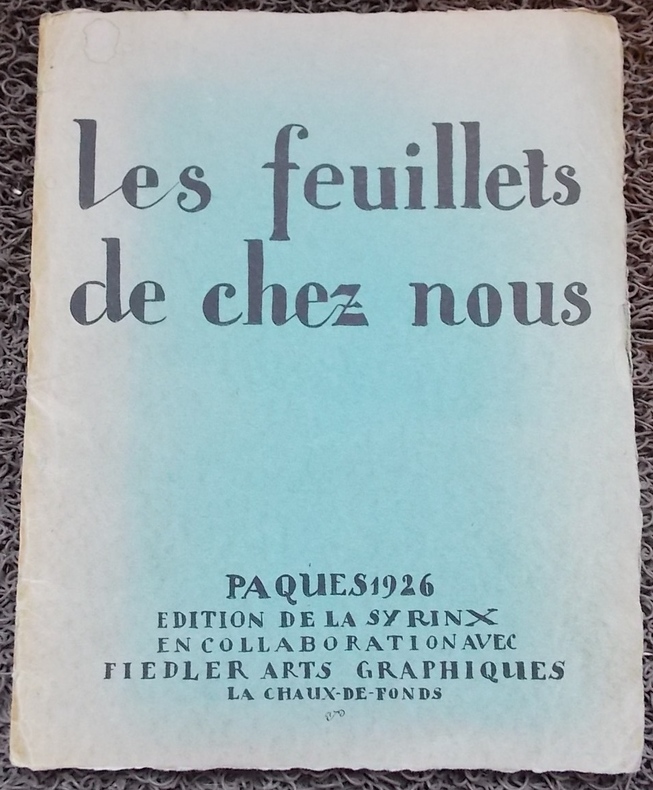 les feuillets
de chez nous
PAQUES 1926
EDITION DE LA SYRINX
EN COLLABORATION AVEC
FIEDLER ARTS GRAPHIQUES
LA CHAUX-DE-FONDS